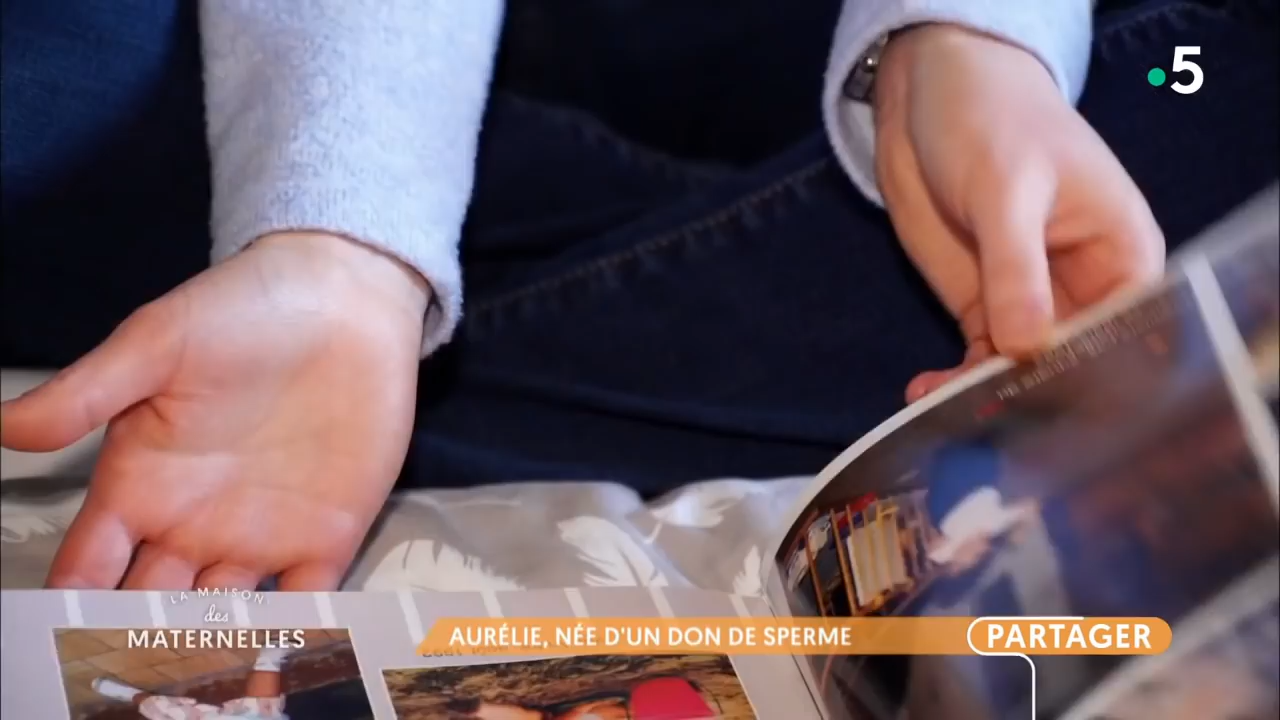 5
LA MAISON
des
MATERNELLES
AURÉLIE, NÉE D'UN DON DE SPERME
PARTAGER